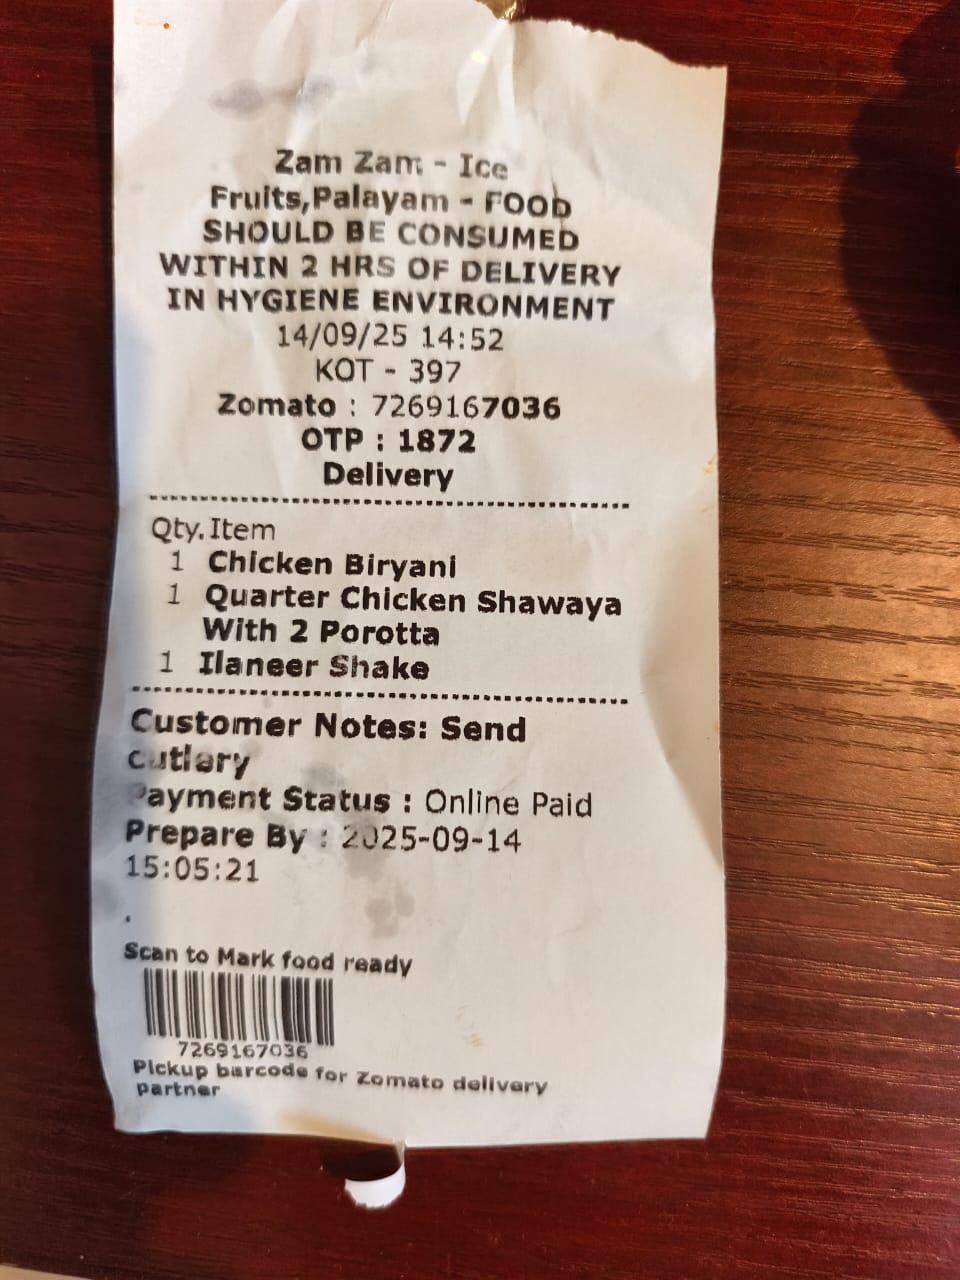 Zam Zam - Ice
Fruits,Palayam - FOOD
SHOULD BE CONSUMED
WITHIN 2 HRS OF DELIVERY
IN HYGIENE ENVIRONMENT
14/09/25 14:52
KOT - 397
Zomato : 7269167036
OTP : 1872
Delivery
Qty. Item
1 Chicken Biryani
1 Quarter Chicken Shawaya
With 2 Porotta
1 Ilaneer Shake
Customer Notes: Send
cutlary
Payment Status : Online Paid
Prepare By : 2025-09-14
15:05:21
.
Scan to Mark food ready
7269167036
Pickup barcode for Zomato delivery
partner